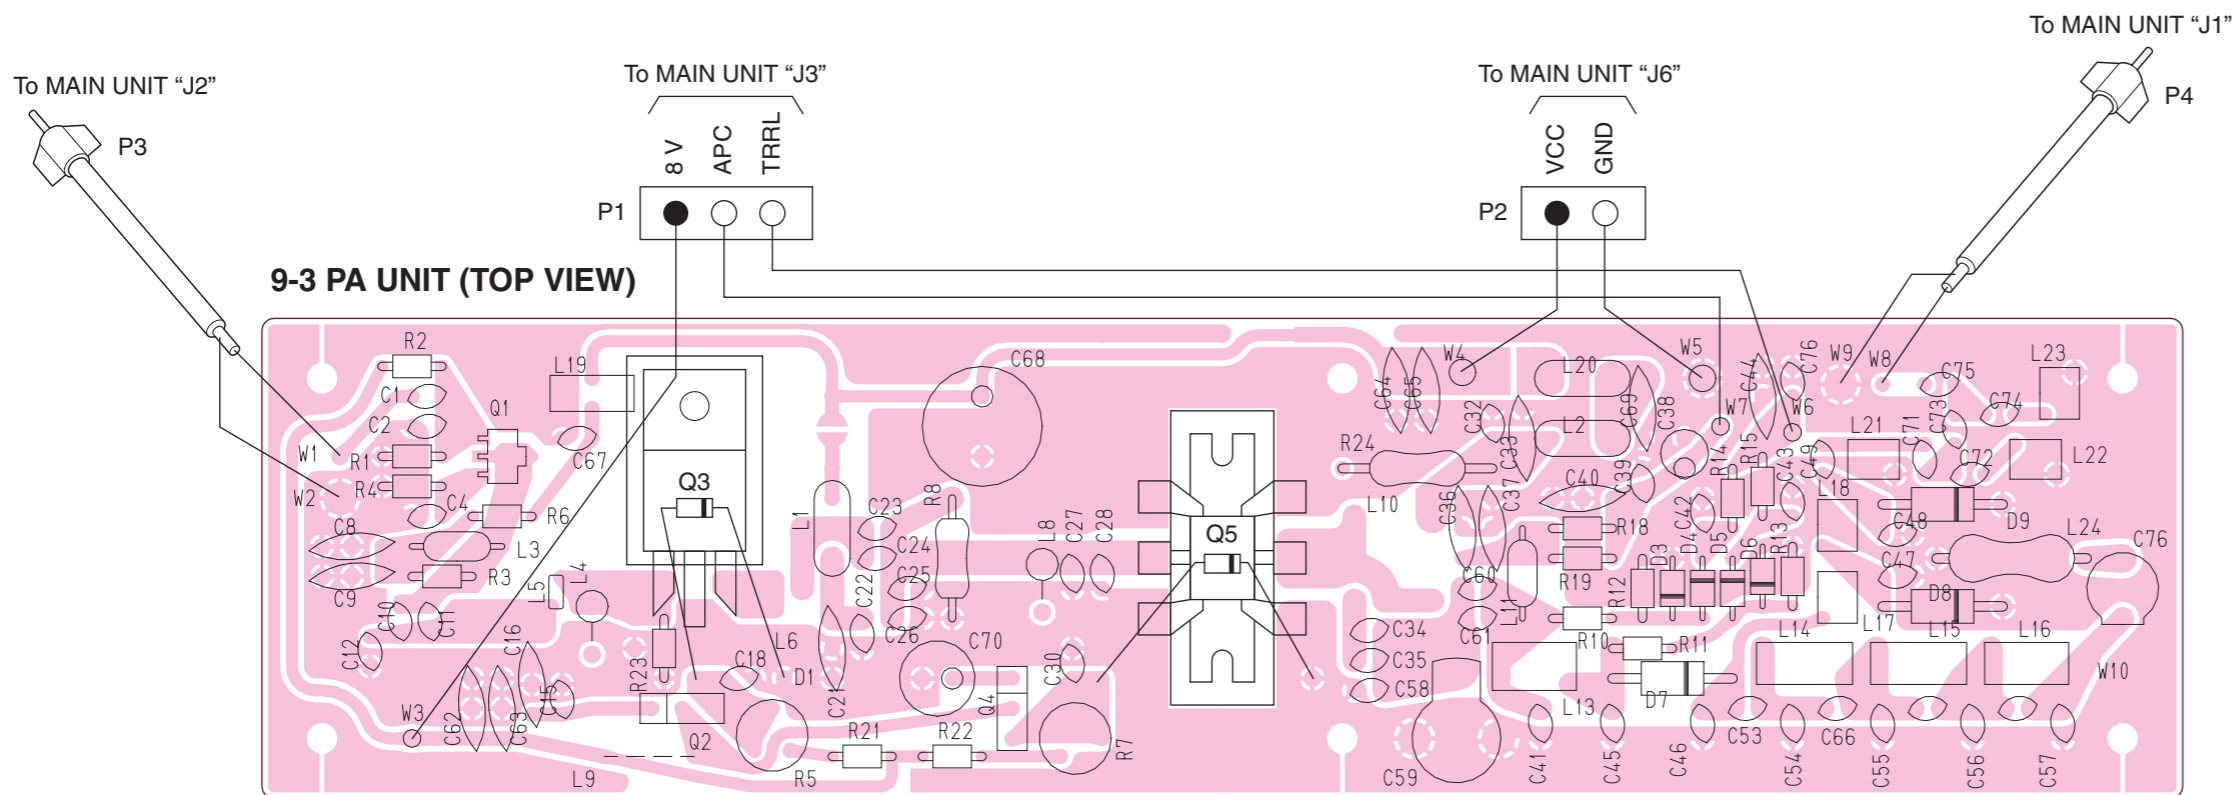 To MAIN UNIT “J1”
To MAIN UNIT “J2”
To MAIN UNIT “J3”
To MAIN UNIT “J6”
P3
P4
8 V
APC
TRRL
VCC
GND
P1
P2
9-3 PA UNIT (TOP VIEW)
R2
L19
C1
C2
Q1
W1
R1
W2
R4
C4
R6
C67
C8
L3
C9
R3
C10
C11
C12
L5
L4
C16
C15
C62
C63
W3
L9
Q3
R23
C18
D1
L6
Q2
R5
L1
C23
C24
C25
C22
C26
C21
R8
C68
L8
C27
C28
C70
C30
Q4
R21
R22
R7
Q5
C64
C65
W4
C32
C33
L20
L2
C69
C38
W5
W7
C44
C76
W6
W9
W8
C75
L23
C74
C73
C71
L21
C72
L22
R24
L10
C36
C37
C40
C39
R14
R15
C43
C49
L18
C42
R18
R19
C60
C61
L11
R12
D3
D4
D5
D6
R13
C48
D9
L24
C76
C47
D8
C34
C35
C58
R10
R11
L14
L17
L15
L16
W10
L13
D7
C59
C41
C45
C46
C53
C54
C66
C55
C56
C57